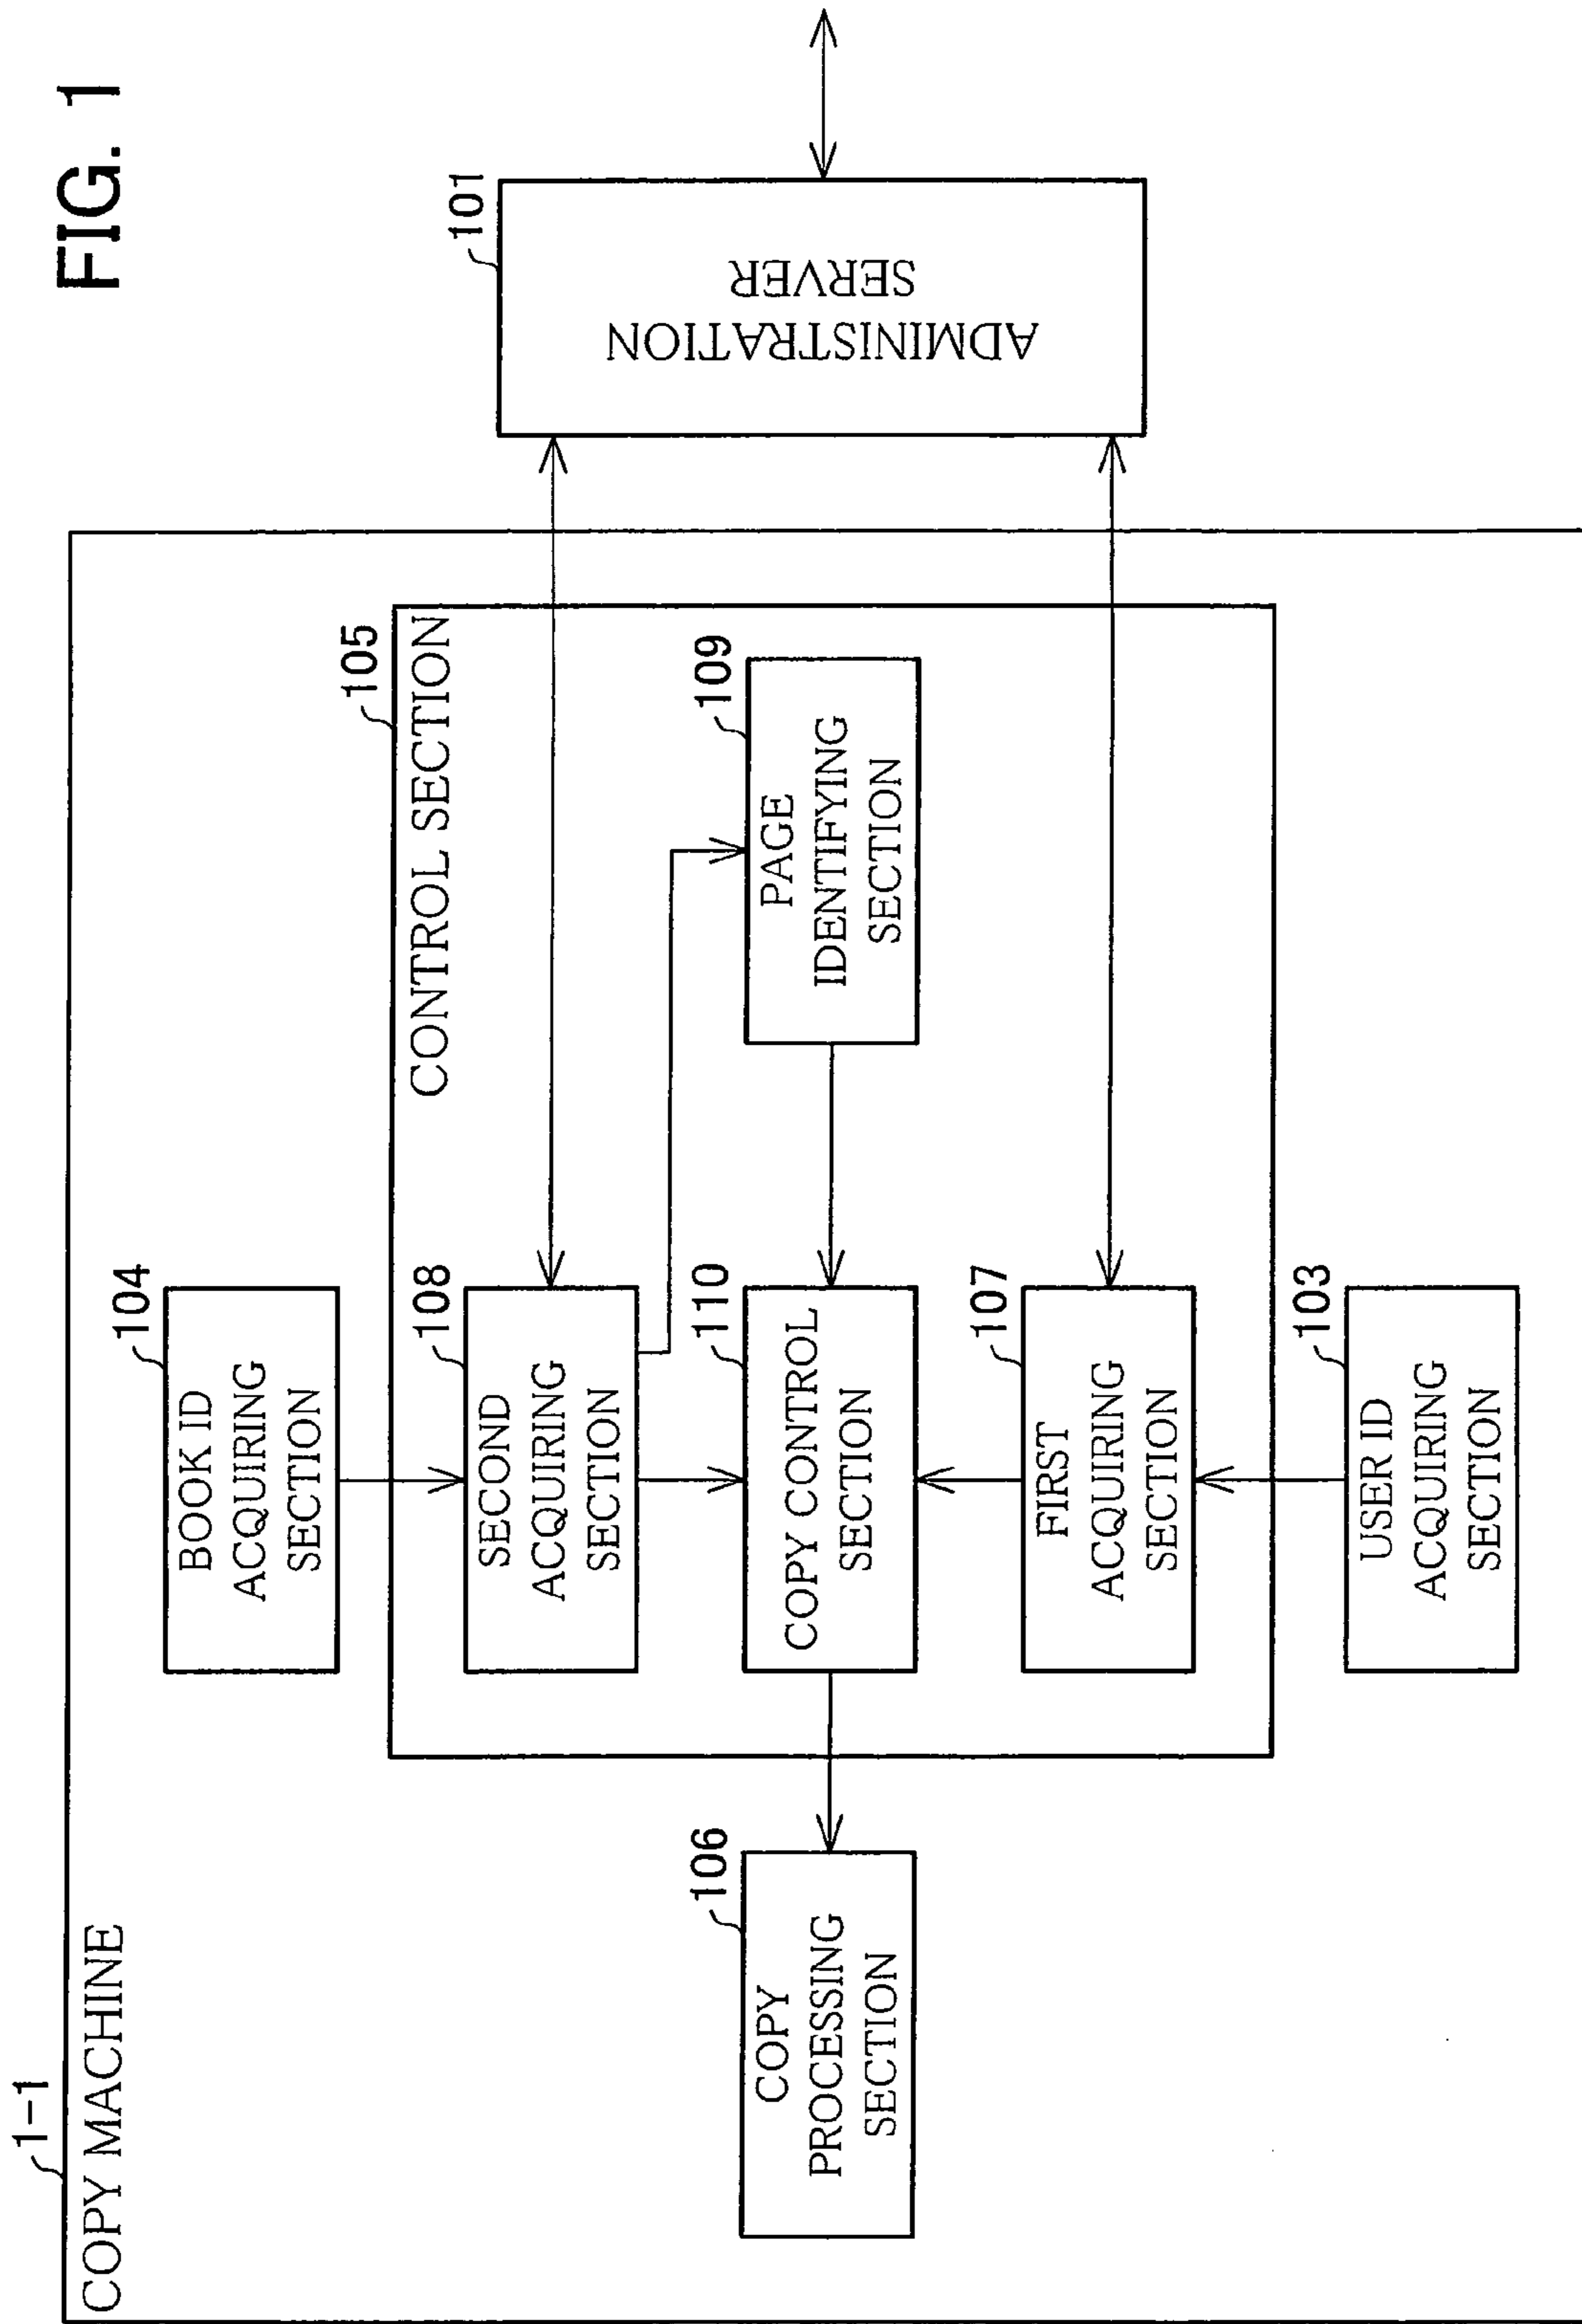 FIG. 1
1-1
COPY MACHINE
104
BOOK ID
ACQUIRING
SECTION
105
CONTROL SECTION
108
SECOND
ACQUIRING
SECTION
109
PAGE
IDENTIFYING
SECTION
101
ADMINISTRATION
SERVER
106
COPY
PROCESSING
SECTION
110
COPY CONTROL
SECTION
107
FIRST
ACQUIRING
SECTION
103
USER ID
ACQUIRING
SECTION